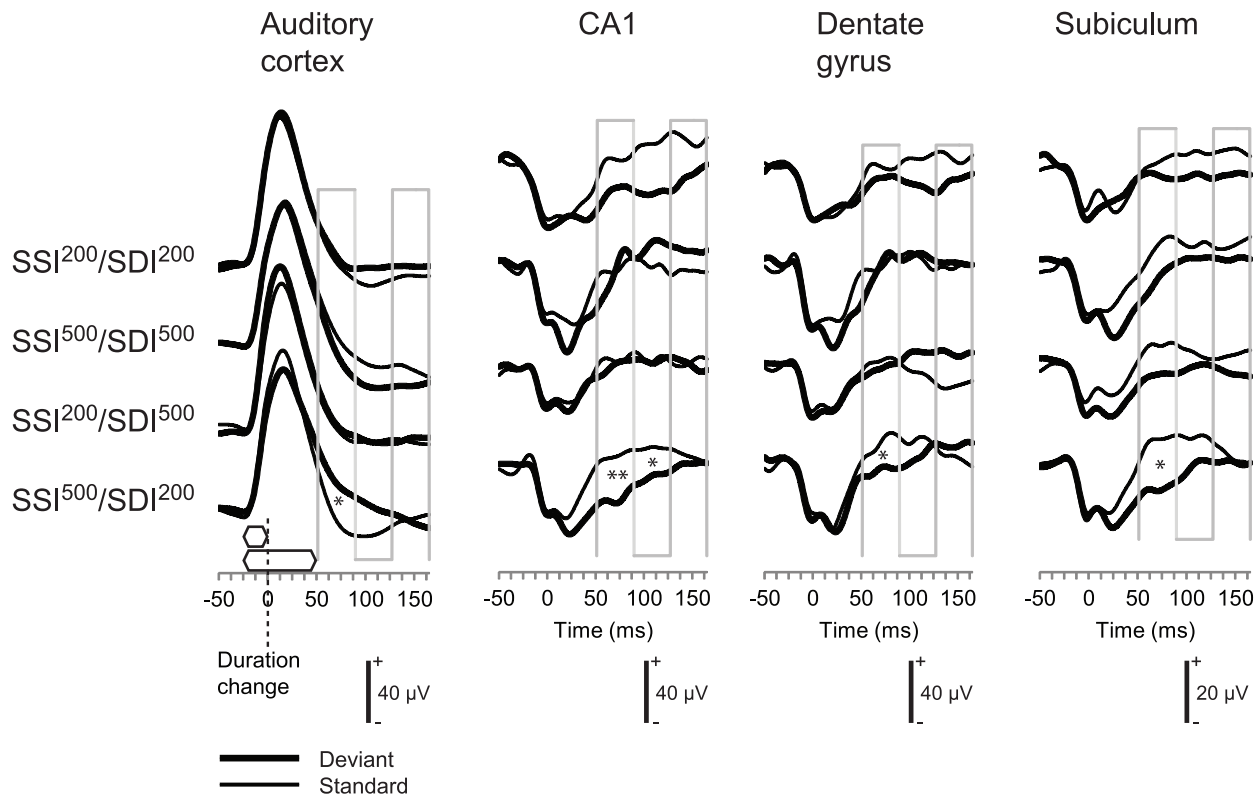 Auditory
cortex
CA1
Dentate
gyrus
Subiculum
SSI²⁰⁰/SDI²⁰⁰
SSI⁵⁰⁰/SDI⁵⁰⁰
SSI²⁰⁰/SDI⁵⁰⁰
SSI⁵⁰⁰/SDI²⁰⁰
*
**
*
*
*
-50 0 50 100 150
-50 0 50 100 150
-50 0 50 100 150
-50 0 50 100 150
Time (ms)
Time (ms)
Time (ms)
Duration
change
+
40 µV
-
+
40 µV
-
+
40 µV
-
+
20 µV
-
Deviant
Standard